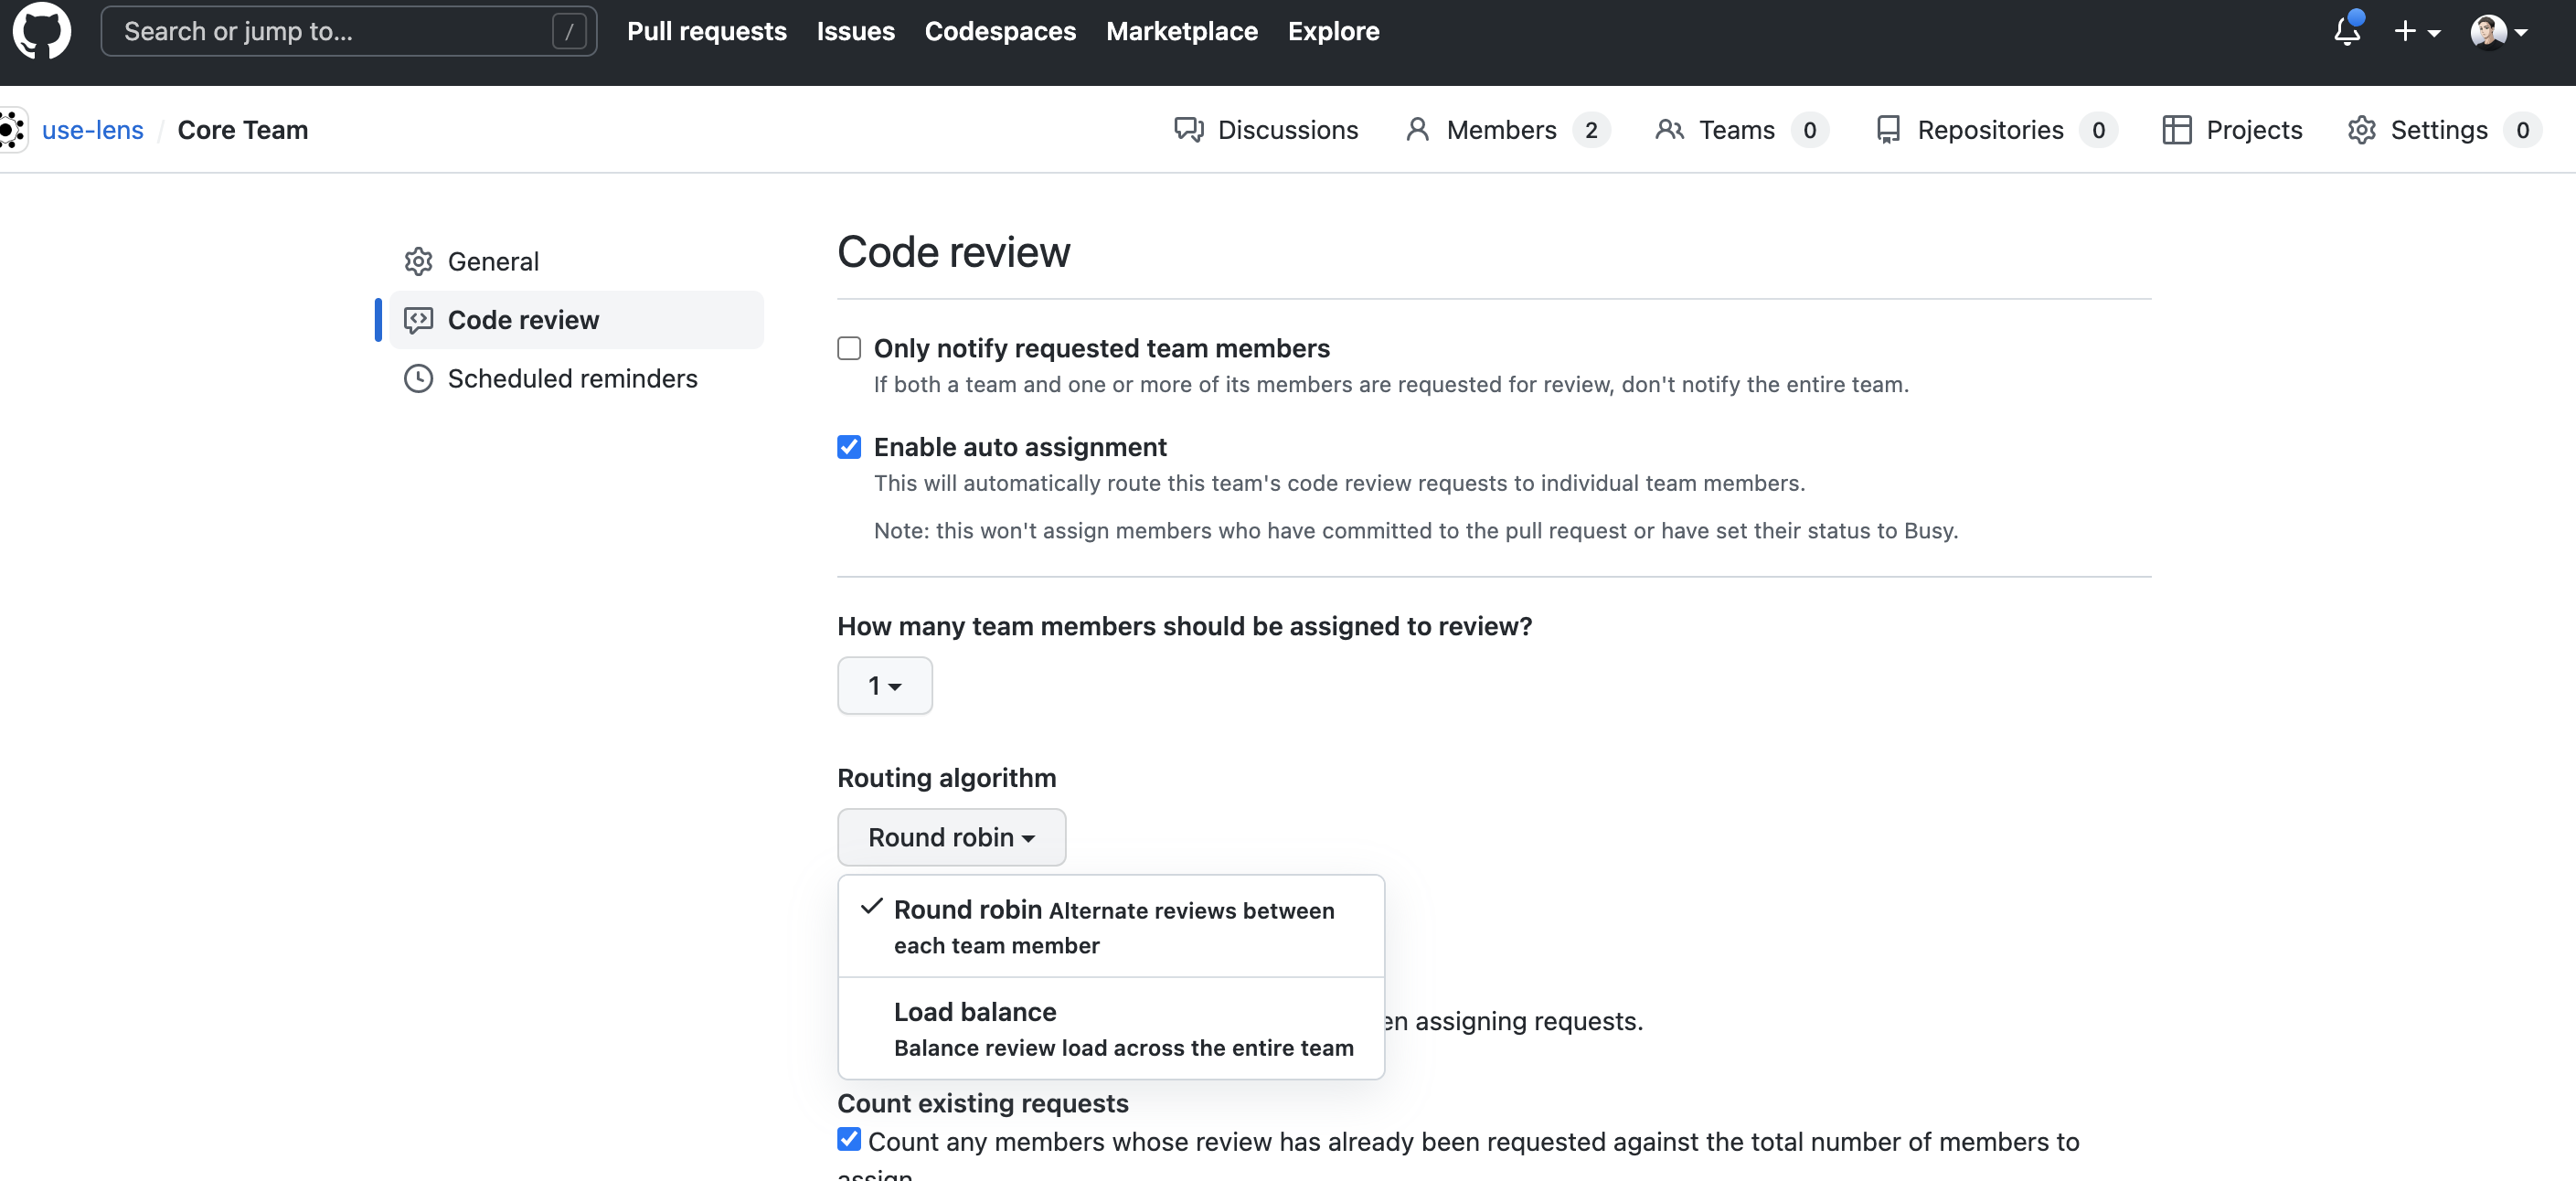 Search or jump to... /
Pull requests Issues Codespaces Marketplace Explore
use-lens / Core Team
Discussions Members 2 Teams 0 Repositories 0 Projects Settings 0
General
Code review
Scheduled reminders
Code review
Only notify requested team members
If both a team and one or more of its members are requested for review, don't notify the entire team.
Enable auto assignment
This will automatically route this team's code review requests to individual team members.
Note: this won't assign members who have committed to the pull request or have set their status to Busy.
How many team members should be assigned to review?
1
Routing algorithm
Round robin
Round robin Alternate reviews between
each team member
Load balance
Balance review load across the entire team
en assigning requests.
Count existing requests
Count any members whose review has already been requested against the total number of members to
assign